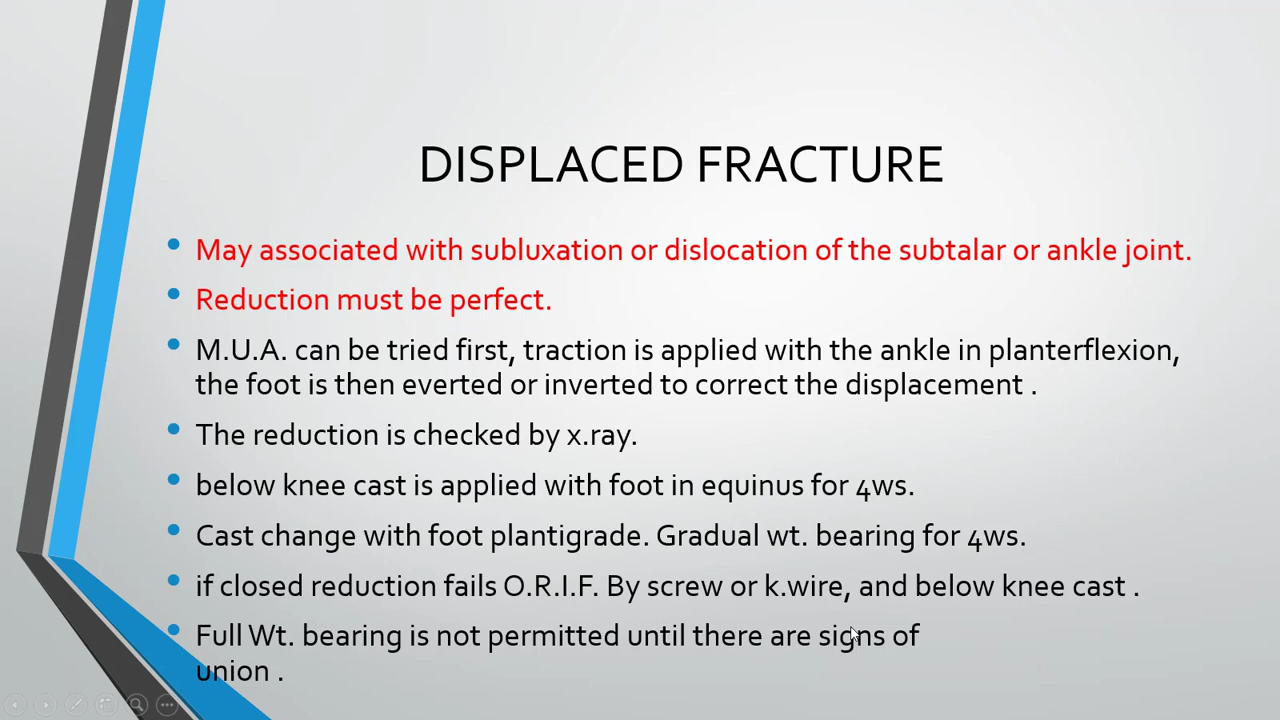 DISPLACED FRACTURE
• May associated with subluxation or dislocation of the subtalar or ankle joint.
• Reduction must be perfect.
• M.U.A. can be tried first, traction is applied with the ankle in planterflexion,
the foot is then everted or inverted to correct the displacement .
• The reduction is checked by x.ray.
• below knee cast is applied with foot in equinus for 4ws.
• Cast change with foot plantigrade. Gradual wt. bearing for 4ws.
• if closed reduction fails O.R.I.F. By screw or k.wire, and below knee cast .
• Full Wt. bearing is not permitted until there are signs of
union .